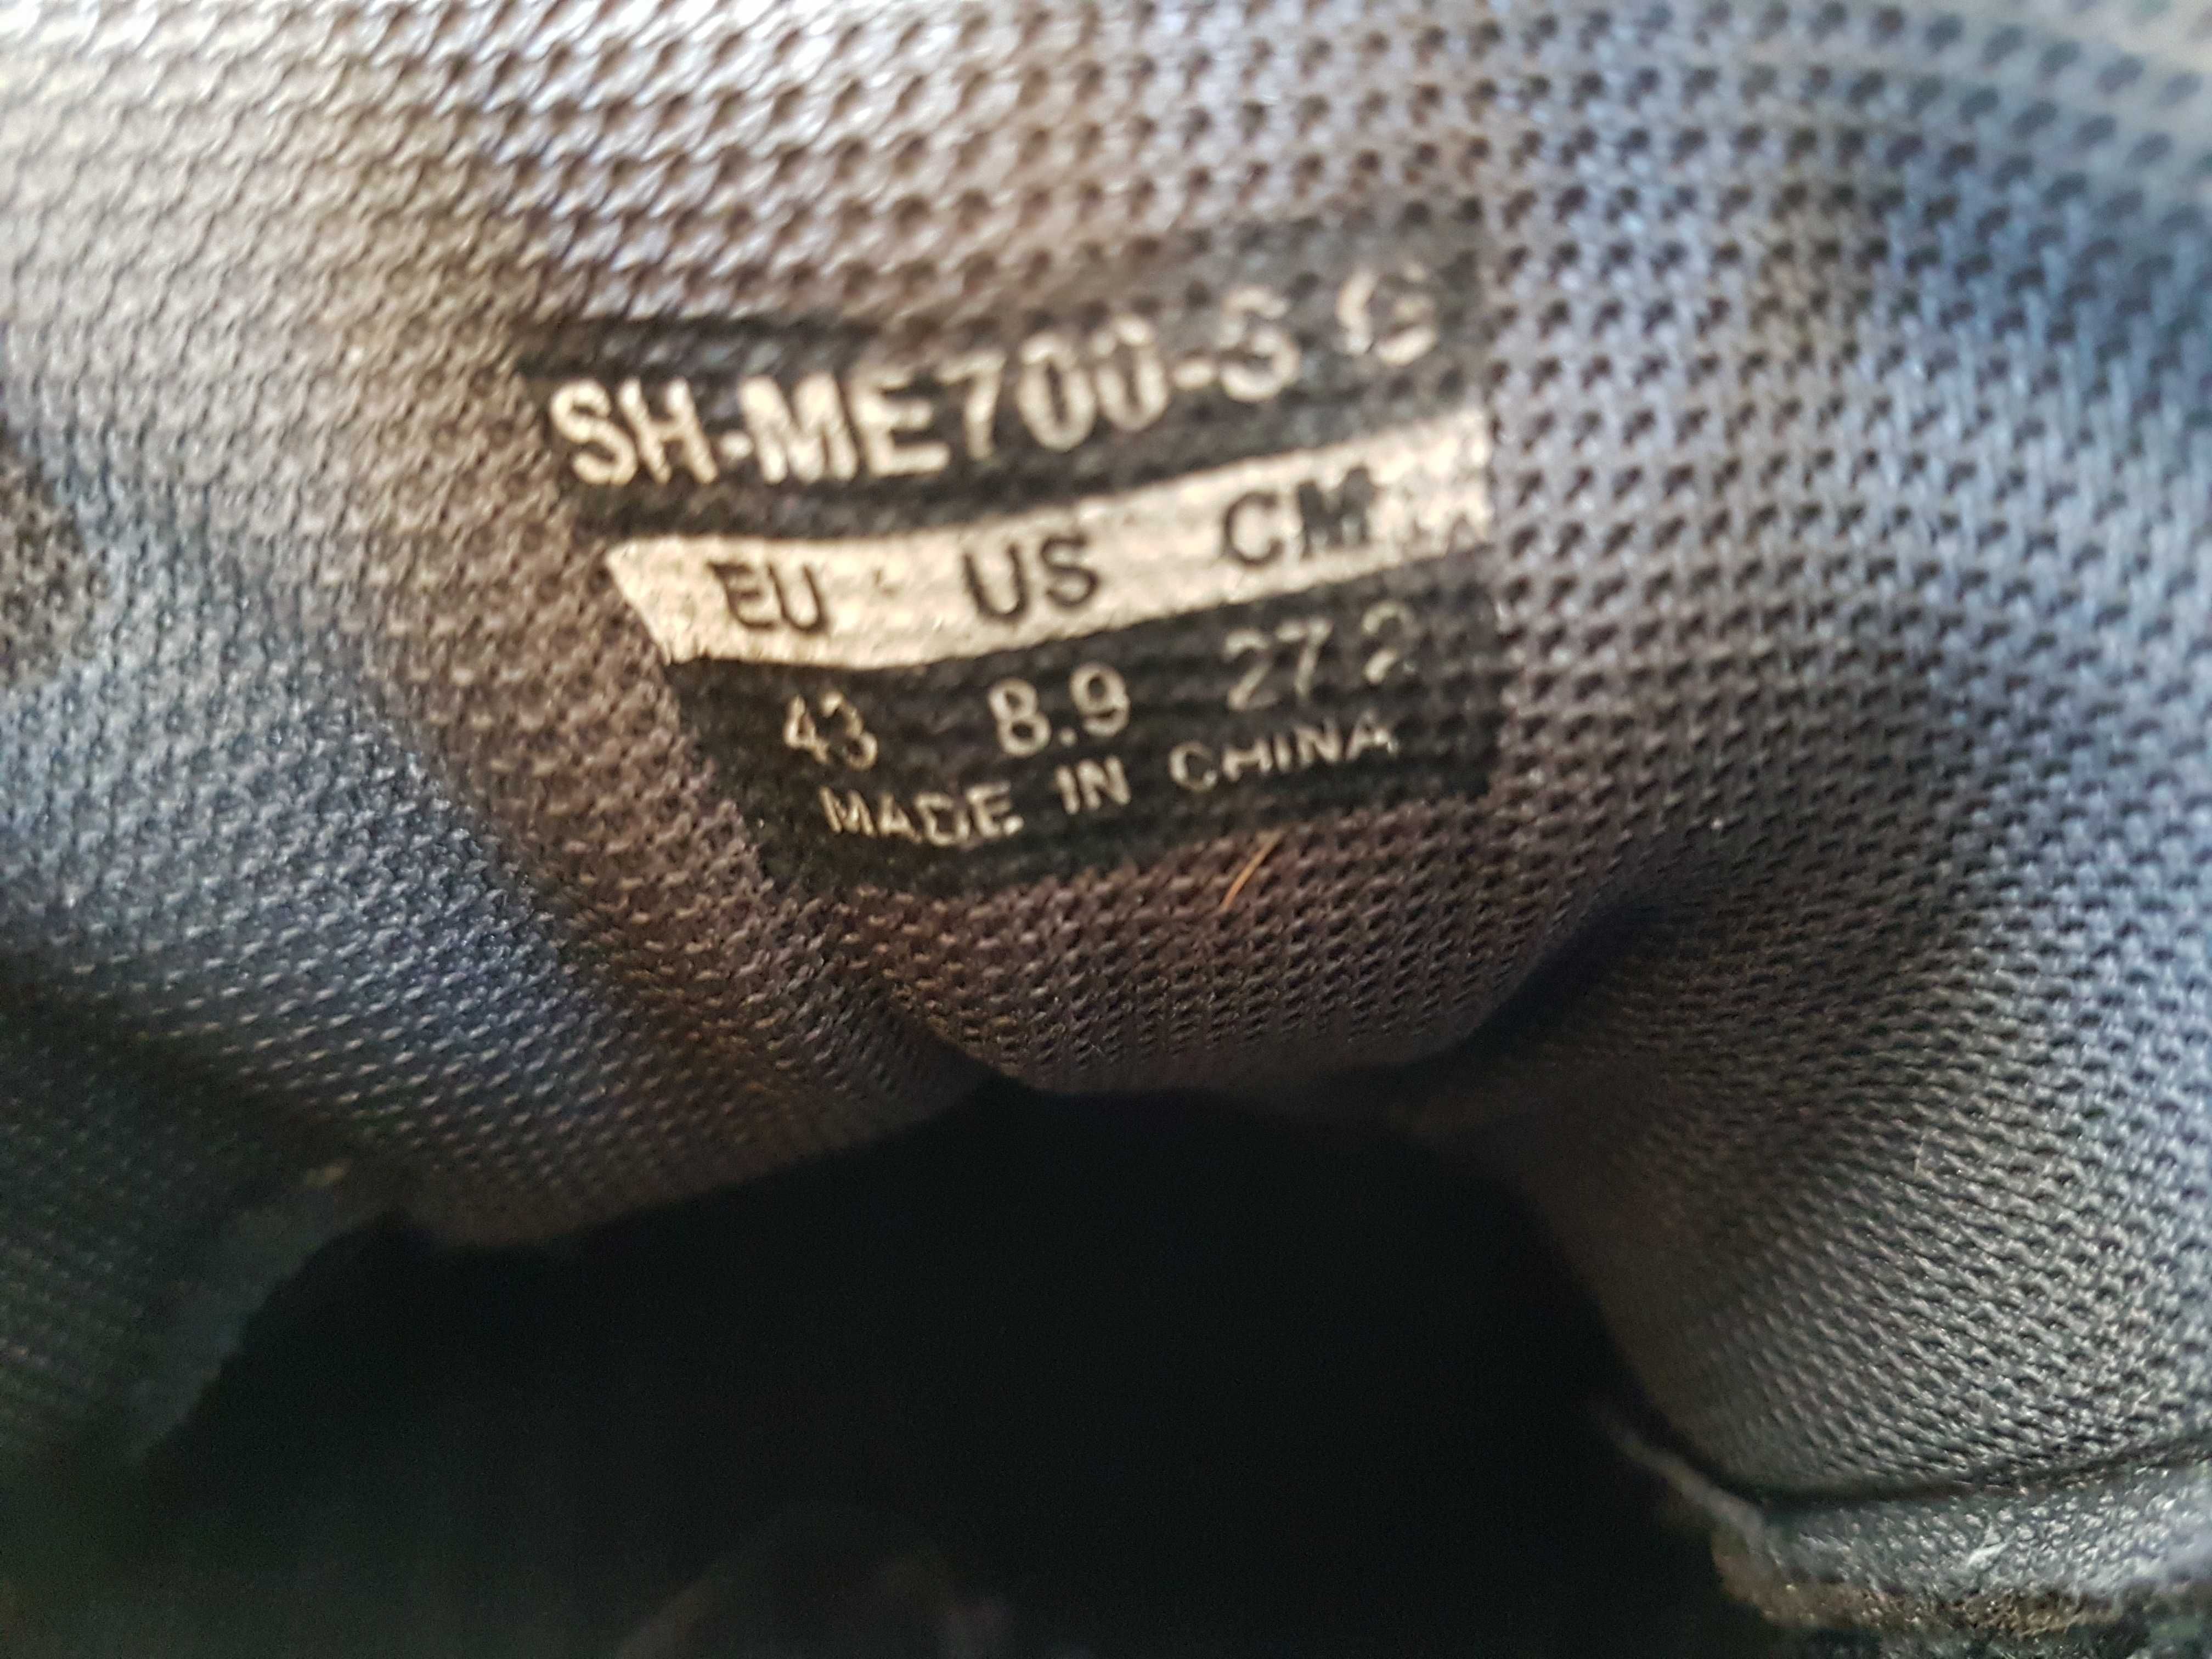 SH-ME700-S G
EU US CM
43 8.9 27.2
MADE IN CHINA